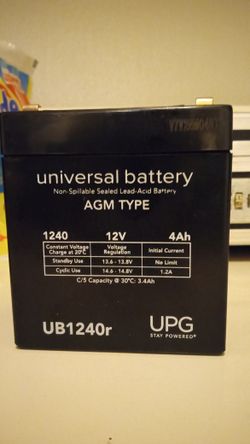 universal battery
Non-Spillable Sealed Lead-Acid Battery
AGM TYPE
1240 12V 4Ah
Constant Voltage Charge at 20°C Voltage Regulation Initial Current
Standby Use 13.6 - 13.8V No Limit
Cyclic Use 14.6 - 14.8V 1.2A
C/5 Capacity @ 30°C: 3.4Ah
UB1240r UPG
STAY POWERED®